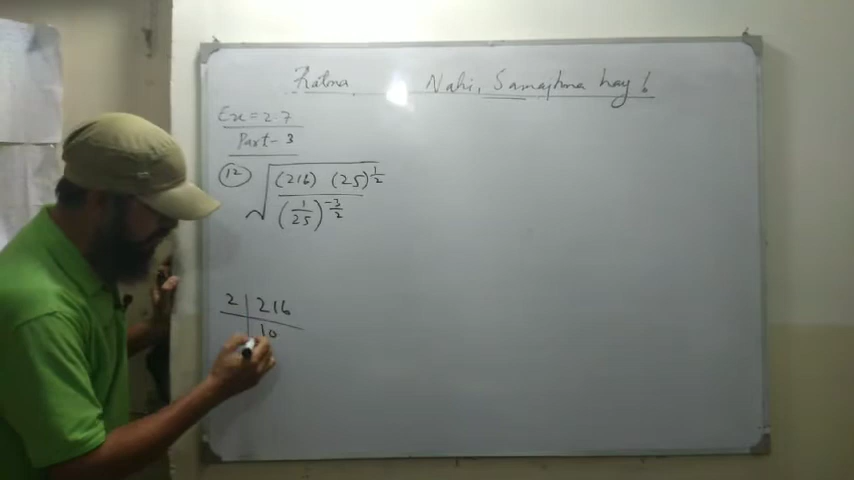 Ratna Nahi, Samajhna hay !
Ex = 2.7
Part - 3
(12) √((216) (25)^(1/2) / (1/25)^(-3/2))
2 | 216
10